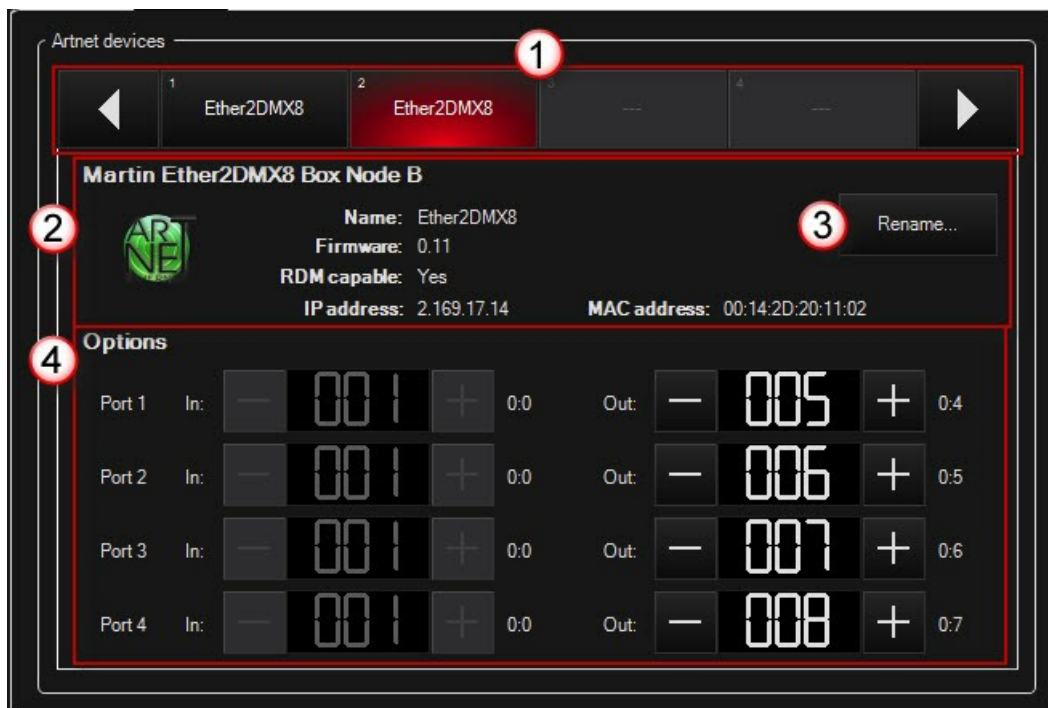 Artnet devices
1
1 Ether2DMX8 2 Ether2DMX8 3 --- 4 ---
Martin Ether2DMX8 Box Node B
2
ART NET
Name: Ether2DMX8
3 Rename...
Firmware: 0.11
RDM capable: Yes
IP address: 2.169.17.14 MAC address: 00:14:2D:20:11:02
4
Options
Port 1 In: — 001 + 0:0 Out: — 005 + 0:4
Port 2 In: — 001 + 0:0 Out: — 006 + 0:5
Port 3 In: — 001 + 0:0 Out: — 007 + 0:6
Port 4 In: — 001 + 0:0 Out: — 008 + 0:7